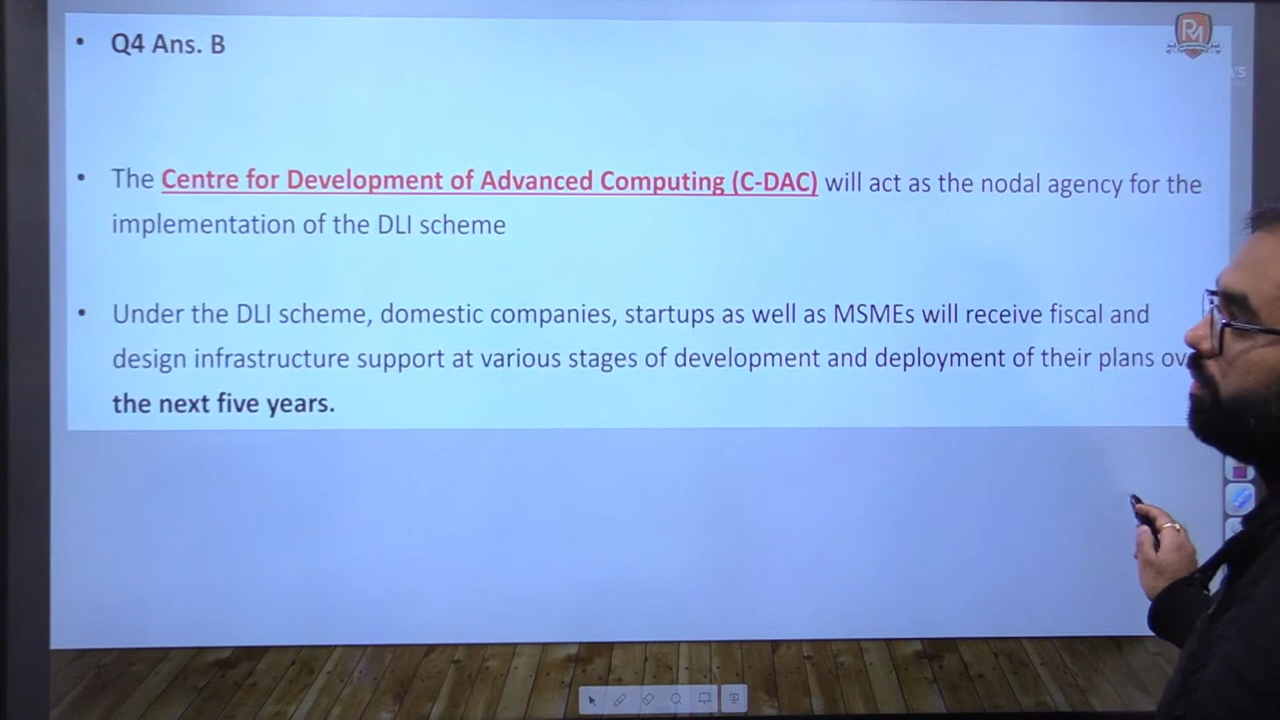 RM
'S
• Q4 Ans. B
• The Centre for Development of Advanced Computing (C-DAC) will act as the nodal agency for the
implementation of the DLI scheme
• Under the DLI scheme, domestic companies, startups as well as MSMEs will receive fiscal and
design infrastructure support at various stages of development and deployment of their plans ov
the next five years.